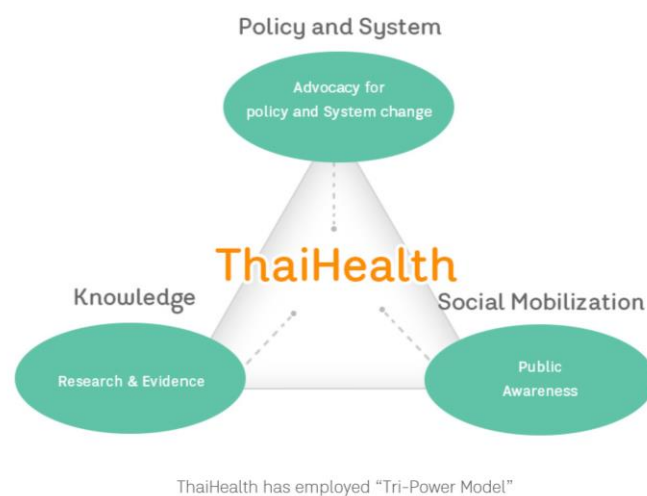 Policy and System
Advocacy for
policy and System change
ThaiHealth
Knowledge
Social Mobilization
Research & Evidence
Public
Awareness
ThaiHealth has employed “Tri-Power Model”